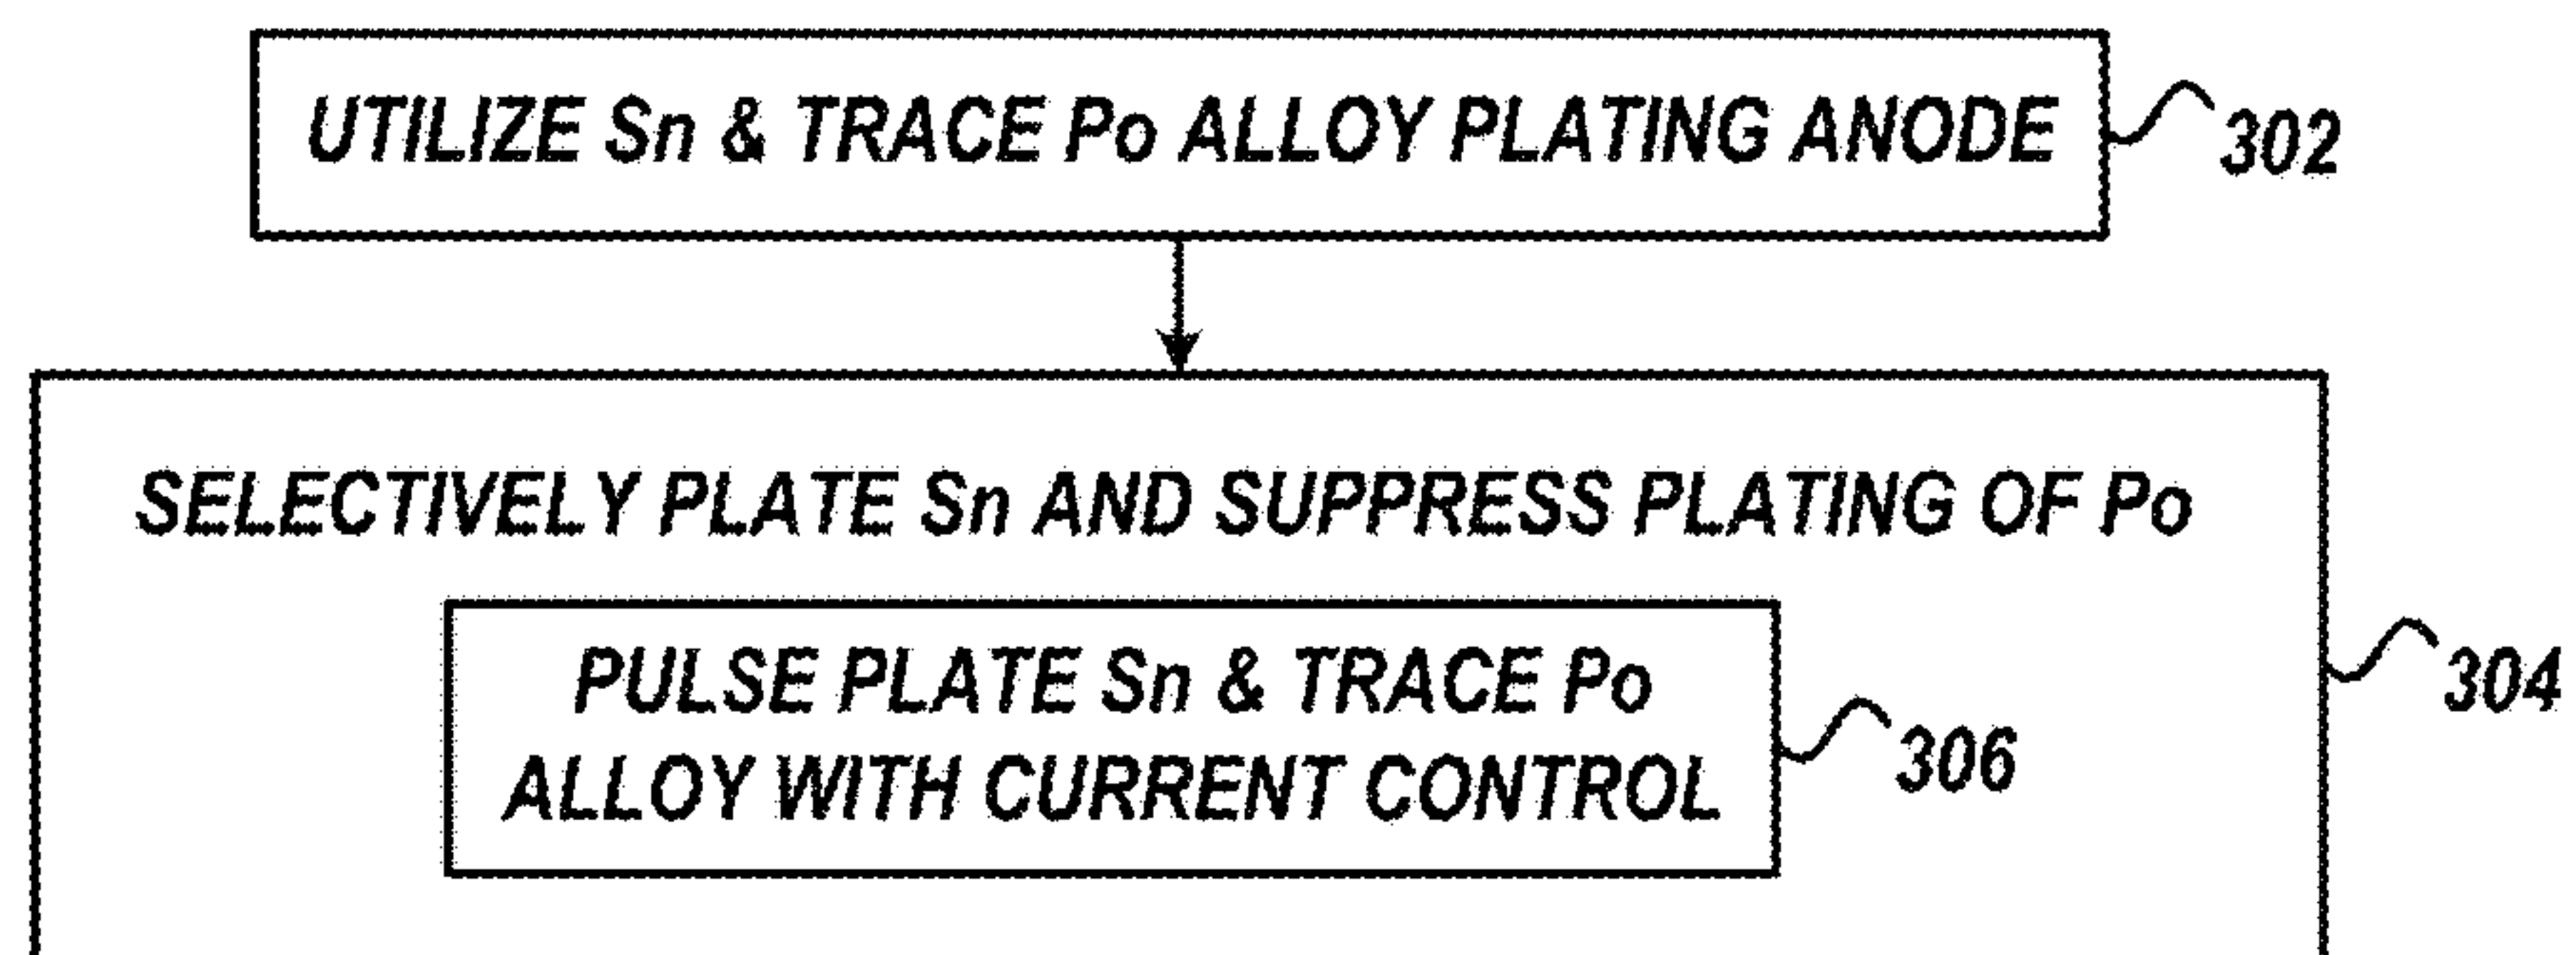 UTILIZE Sn & TRACE Po ALLOY PLATING ANODE
302
SELECTIVELY PLATE Sn AND SUPPRESS PLATING OF Po
304
PULSE PLATE Sn & TRACE Po
ALLOY WITH CURRENT CONTROL
306